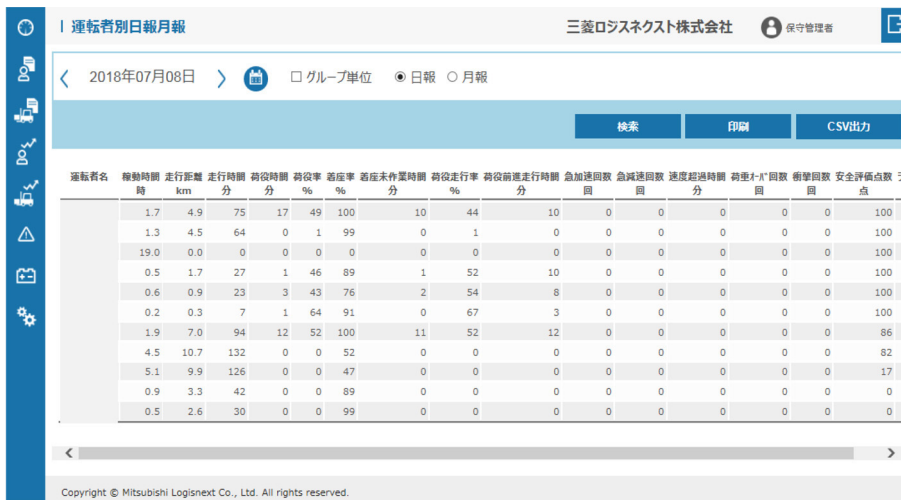 運転者別日報月報 三菱ロジスネクスト株式会社 保守管理者
2018年07月08日 グループ単位 日報 月報
検索 印刷 CSV出力
運転者名 稼動時間 走行距離 走行時間 荷役時間 荷役率 着座率 着座未作業時間 荷役走行率 荷役前進走行時間 急加速回数 急減速回数 速度超過時間 荷重オーバ回数 衝撃回数 安全評価点数
時 km 分 分 % % 分 % 分 回 回 分 回 回 点
1.7 4.9 75 17 49 100 10 44 10 0 0 0 0 0 100
1.3 4.5 64 0 1 99 0 1 0 0 0 0 0 0 100
19.0 0.0 0 0 0 0 0 0 0 0 0 0 0 0 100
0.5 1.7 27 1 46 89 1 52 10 0 0 0 0 0 100
0.6 0.9 23 3 43 76 2 54 8 0 0 0 0 0 100
0.2 0.3 7 1 64 91 0 67 3 0 0 0 0 0 100
1.9 7.0 94 12 52 100 11 52 12 0 0 0 0 0 86
4.5 10.7 132 0 0 52 0 0 0 0 0 0 0 0 82
5.1 9.9 126 0 0 47 0 0 0 0 0 0 0 0 17
0.9 3.3 42 0 0 89 0 0 0 0 0 0 0 0 0
0.5 2.6 30 0 0 99 0 0 0 0 0 0 0 0 0
Copyright © Mitsubishi Logisnext Co., Ltd. All rights reserved.